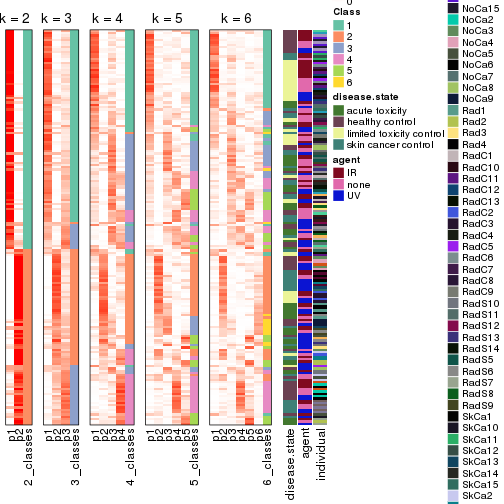 k = 2
k = 3
k = 4
k = 5
k = 6
p1
p2
2_classes
p1
p2
p3
3_classes
p1
p2
p3
p4
4_classes
p1
p2
p3
p4
p5
5_classes
p1
p2
p3
p4
p5
p6
6_classes
disease.state
agent
individual
0
Class
1
2
3
4
5
6
disease.state
acute toxicity
healthy control
limited toxicity control
skin cancer control
agent
IR
none
UV
NoCa15
NoCa2
NoCa3
NoCa4
NoCa5
NoCa6
NoCa7
NoCa8
NoCa9
Rad1
Rad2
Rad3
Rad4
RadC1
RadC10
RadC11
RadC12
RadC13
RadC2
RadC3
RadC4
RadC5
RadC6
RadC7
RadC8
RadC9
RadS10
RadS11
RadS12
RadS13
RadS14
RadS5
RadS6
RadS7
RadS8
RadS9
SkCa1
SkCa10
SkCa11
SkCa12
SkCa13
SkCa14
SkCa15
SkCa2